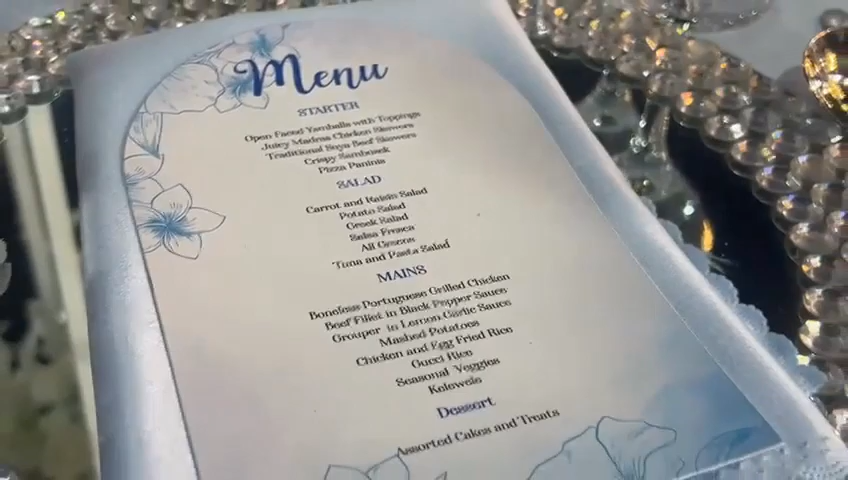 Menu
STARTER
Open Faced Yamballs with Toppings
Juicy Madras Chicken Skewers
Traditional Suya Beef Skewers
Crispy Sambosek
Pizza Paninis
SALAD
Carrot and Raisin Salad
Potato Salad
Greek Salad
Salsa Fresca
All Greens
Tuna and Pasta Salad
MAINS
Boneless Portuguese Grilled Chicken
Beef Fillet in Black Pepper Sauce
Grouper in Lemon Garlic Sauce
Mashed Potatoes
Chicken and Egg Fried Rice
Gucci Rice
Seasonal Veggies
Kelewele
Dessert
Assorted Cakes and Treats